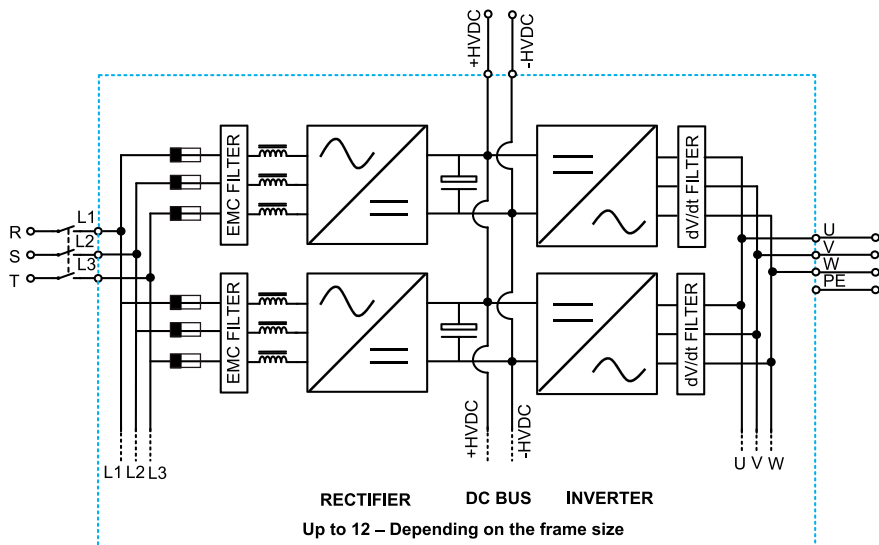 +HVDC
-HVDC
EMC FILTER
dV/dt FILTER
R
L1
S
L2
T
L3
U
V
W
PE
EMC FILTER
dV/dt FILTER
+HVDC
-HVDC
L1 L2 L3
U V W
RECTIFIER DC BUS INVERTER
Up to 12 – Depending on the frame size